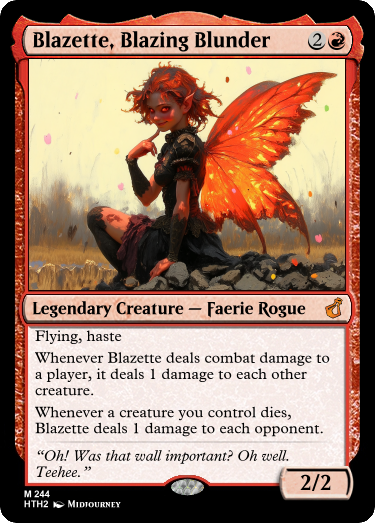 Blazette, Blazing Blunder 2
Legendary Creature — Faerie Rogue
Flying, haste
Whenever Blazette deals combat damage to
a player, it deals 1 damage to each other
creature.
Whenever a creature you control dies,
Blazette deals 1 damage to each opponent.
“Oh! Was that wall important? Oh well.
Teehee.”
2/2
M 244
HTH2 Midjourney